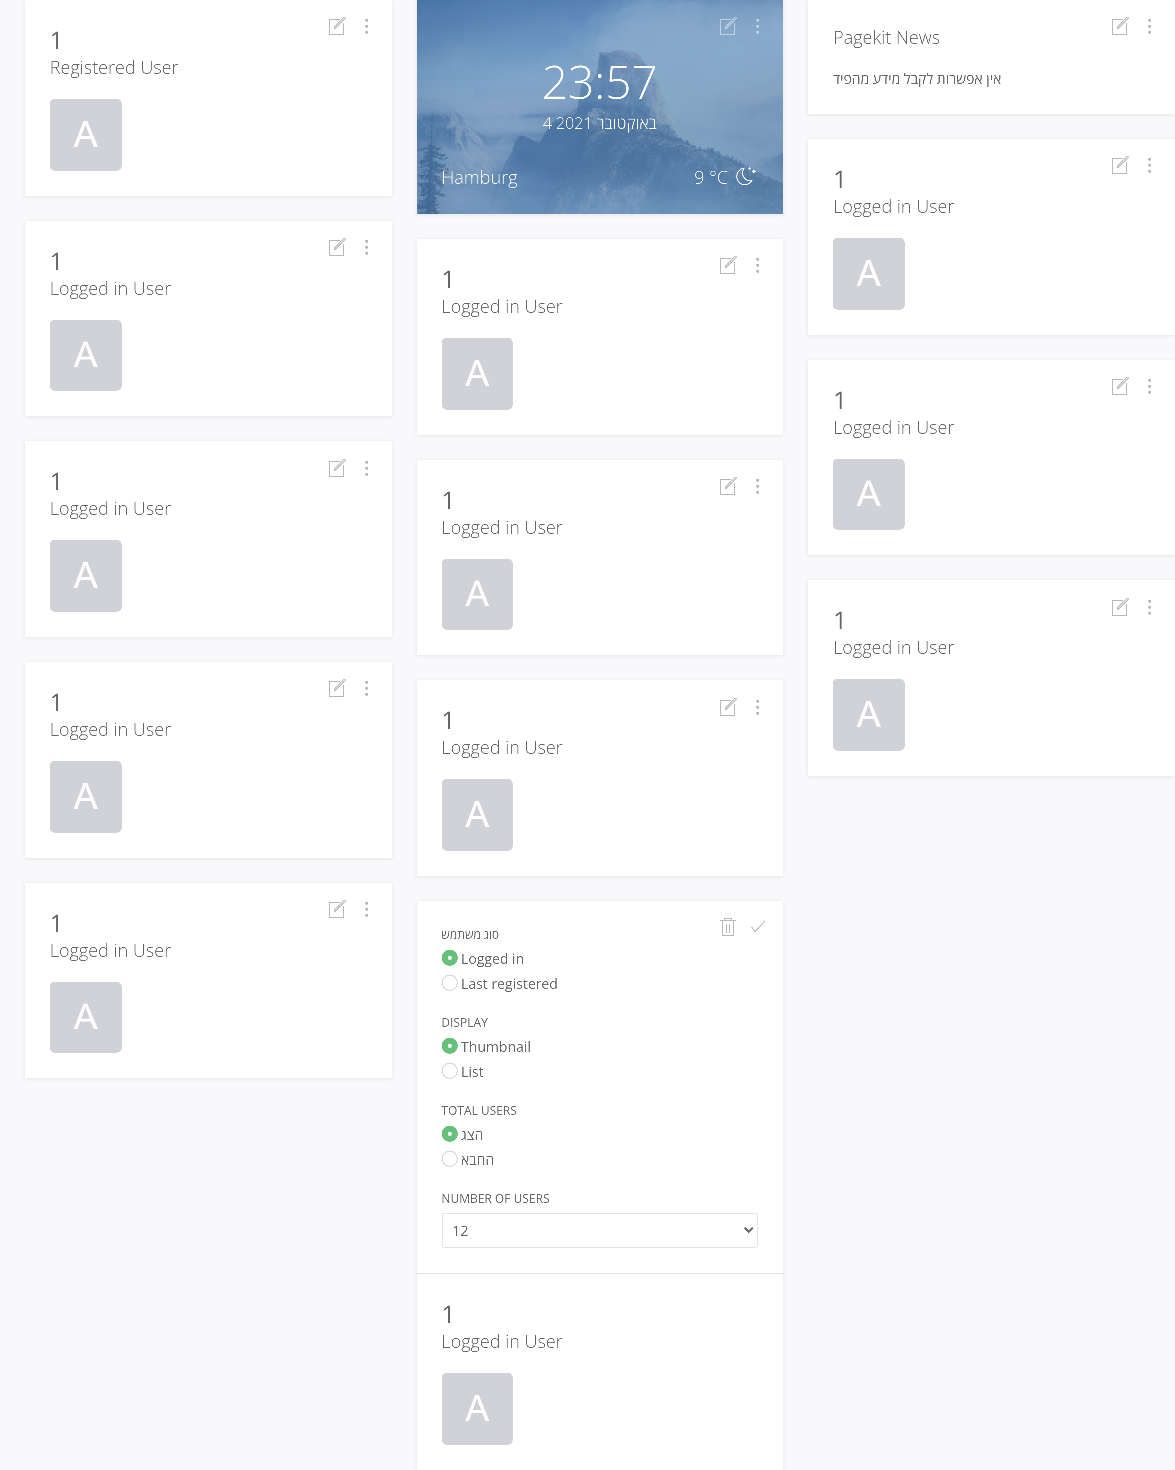 1
Registered User
A
1
Logged in User
A
1
Logged in User
A
1
Logged in User
A
1
Logged in User
A
23:57
4 באוקטובר 2021
Hamburg
9 °C
1
Logged in User
A
1
Logged in User
A
1
Logged in User
A
סוג משתמש
Logged in
Last registered
DISPLAY
Thumbnail
List
TOTAL USERS
הצג
החבא
NUMBER OF USERS
12
1
Logged in User
A
Pagekit News
אין אפשרות לקבל מידע מהפיד
1
Logged in User
A
1
Logged in User
A
1
Logged in User
A